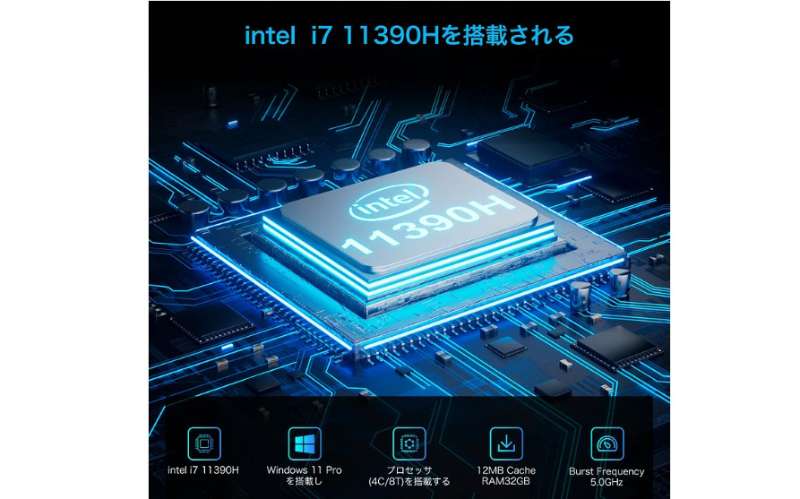 intel i7 11390Hを搭載される
intel
11390H
intel i7 11390H
Windows 11 Pro
を搭載し
プロセッサ
(4C/8T)を搭載する
12MB Cache
RAM32GB
Burst Frequency
5.0GHz